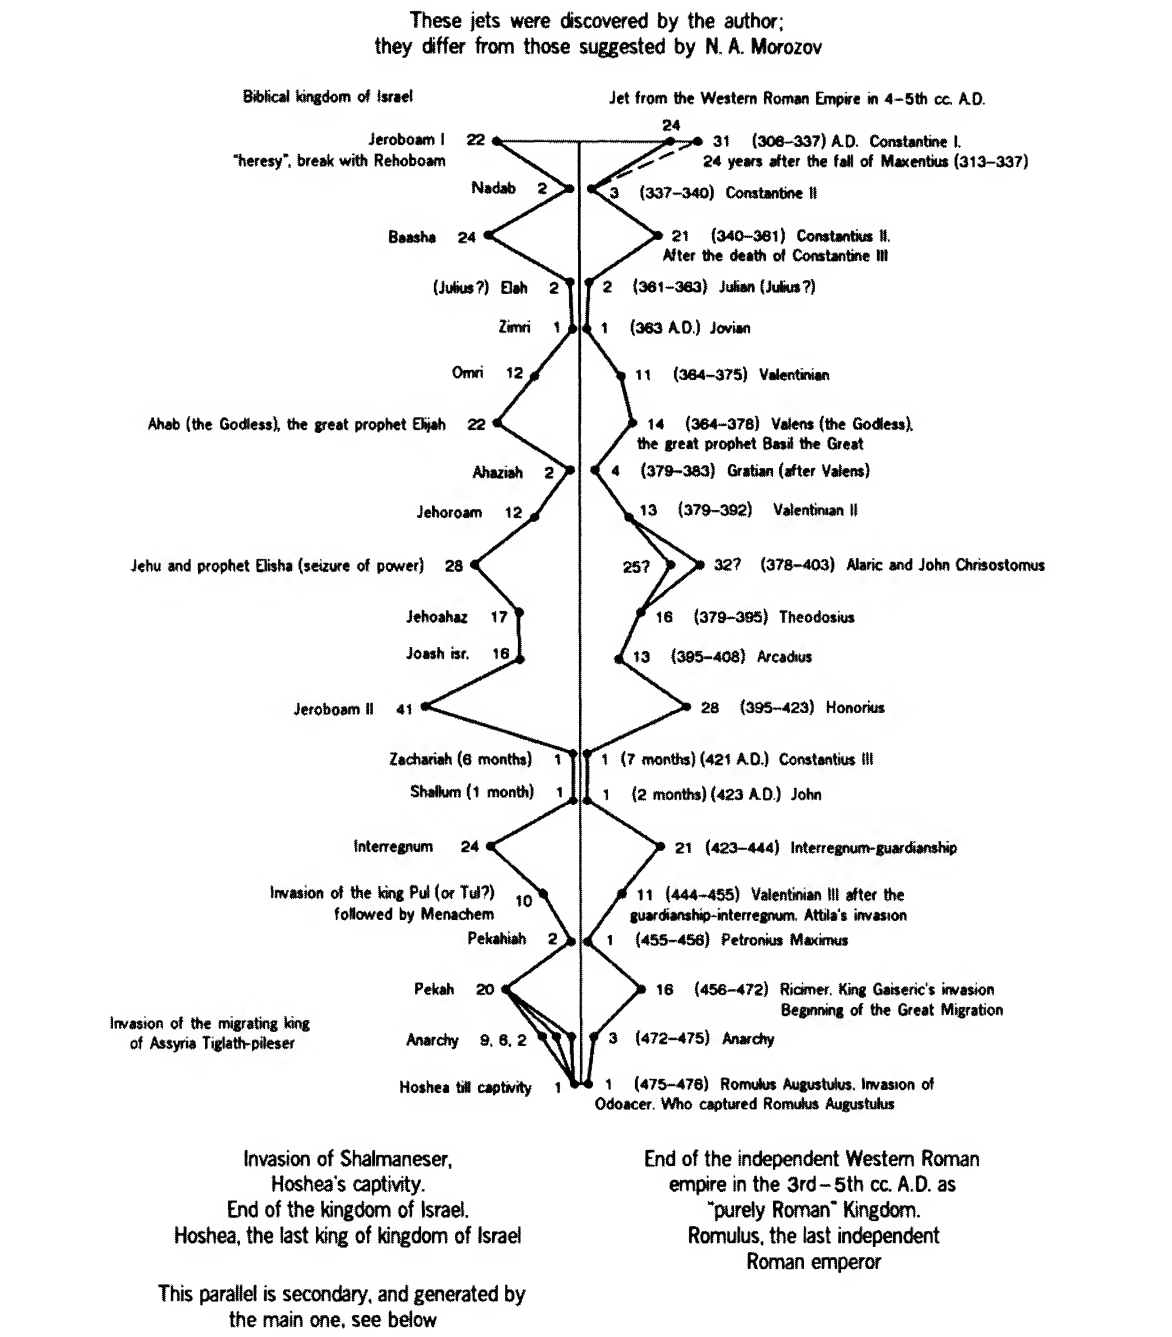 These jets were discovered by the author;
they differ from those suggested by N. A. Morozov
Biblical kingdom of Israel
Jet from the Western Roman Empire in 4–5th cc. A.D.
24
Jeroboam I 22
31 (306–337) A.D. Constantine I.
"heresy", break with Rehoboam
24 years after the fall of Maxentius (313–337)
Nadab 2
3 (337–340) Constantine II
Baasha 24
21 (340–361) Constantius II.
After the death of Constantine III
(Julius?) Elah 2
2 (361–363) Julian (Julius?)
Zimri 1
1 (363 A.D.) Jovian
Omri 12
11 (364–375) Valentinian
Ahab (the Godless), the great prophet Elijah 22
14 (364–378) Valens (the Godless),
the great prophet Basil the Great
Ahaziah 2
4 (379–383) Gratian (after Valens)
Jehoroam 12
13 (379–392) Valentinian II
Jehu and prophet Elisha (seizure of power) 28
25? 32? (378–403) Alaric and John Chrisostomus
Jehoahaz 17
16 (379–395) Theodosius
Joash isr. 16
13 (395–408) Arcadius
Jeroboam II 41
28 (395–423) Honorius
Zachariah (6 months) 1
1 (7 months) (421 A.D.) Constantius III
Shallum (1 month) 1
1 (2 months) (423 A.D.) John
Interregnum 24
21 (423–444) Interregnum-guardianship
Invasion of the king Pul (or Tul?)
followed by Menachem
10
11 (444–455) Valentinian III after the
guardianship-interregnum. Attila's invasion
Pekahiah 2
1 (455–456) Petronius Maximus
Pekah 20
16 (456–472) Ricimer. King Gaiseric's invasion
Beginning of the Great Migration
Invasion of the migrating king
of Assyria Tiglath-pileser
Anarchy 9, 6, 2
3 (472–475) Anarchy
Hoshea till captivity 1
1 (475–476) Romulus Augustulus. Invasion of
Odoacer. Who captured Romulus Augustulus
Invasion of Shalmaneser,
Hoshea's captivity.
End of the kingdom of Israel.
Hoshea, the last king of kingdom of Israel
End of the independent Western Roman
empire in the 3rd–5th cc. A.D. as
"purely Roman" Kingdom.
Romulus, the last independent
Roman emperor
This parallel is secondary, and generated by
the main one, see below